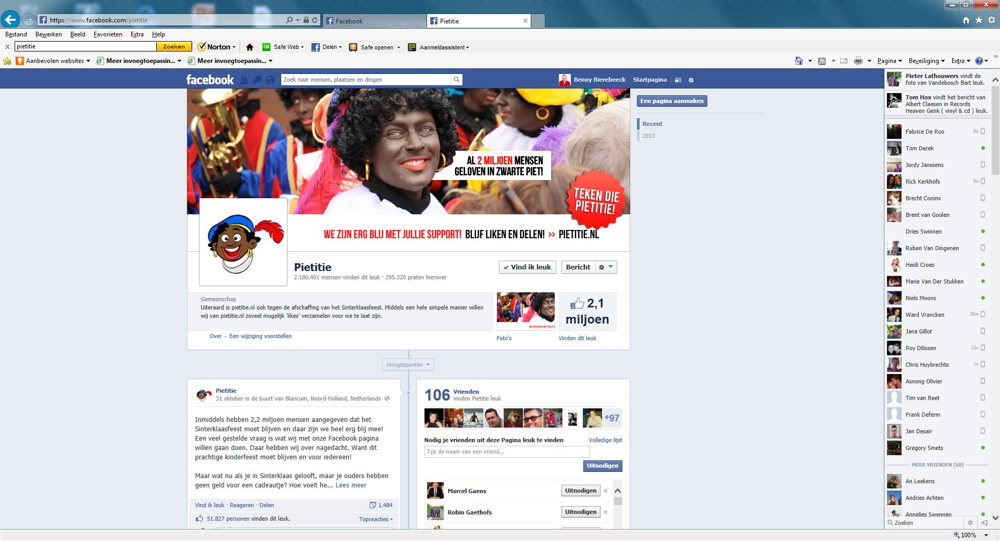 https://www.facebook.com/pietitie
Facebook
Pietitie
Bestand Bewerken Beeld Favorieten Extra Help
pietitie Zoeken Norton Safe Web Delen Safe openen Aanmeldassistent
Aanbevolen websites Meer invoegtoepassin... Meer invoegtoepassin... Pagina Beveiliging Extra
facebook Zoek naar mensen, plaatsen en dingen Benny Bierebeeck Startpagina
AL 2 MILJOEN MENSEN
GELOVEN IN ZWARTE PIET!
TEKEN DIE
PIETITIE!
WE ZIJN ERG BLIJ MET JULLIE SUPPORT! BLIJF LIKEN EN DELEN! >> PIETITIE.NL
Pietitie
2.180.401 mensen vinden dit leuk · 295.320 praten hierover
Vind ik leuk Bericht
Gemeenschap
Uiteraard is pietitie.nl ook tegen de afschaffing van het Sinterklaasfeest. Middels een hele simpele manier willen
wij van pietitie.nl zoveel mogelijk 'likes' verzamelen voor we te laat zijn.
Over – Een wijziging voorstellen
Foto's
2,1
miljoen
Vinden dit leuk
Hoogtepunten
Pietitie
31 oktober in de buurt van Blaricum, Noord-Holland, Netherlands
Inmiddels hebben 2,2 miljoen mensen aangegeven dat het
Sinterklaasfeest moet blijven en daar zijn we heel erg blij mee!
Een veel gestelde vraag is wat wij met onze Facebook pagina
willen gaan doen. Daar hebben wij over nagedacht. Want dit
prachtige kinderfeest moet blijven en voor iedereen!
Maar wat nu als je in Sinterklaas gelooft, maar je ouders hebben
geen geld voor een cadeautje? Hoe voelt he... Lees meer
Vind ik leuk · Reageren · Delen 1.484
51.827 personen vinden dit leuk. Topreacties
106 Vrienden
vinden Pietitie leuk
+97
Nodig je vrienden uit deze Pagina leuk te vinden Volledige lijst
Typ de naam van een vriend...
Uitnodigen
Marcel Gaens Uitnodigen ×
Robin Gaethofs Uitnodigen ×
Een pagina aanmaken
Recent
2013
Pieter Lathouwers vindt de
foto van Vandebosch Bart leuk.
Tom Hox vindt het bericht van
Albert Claesen in Records
Heaven Genk ( vinyl & cd ) leuk.
Fabrice De Roo 8u
Tom Derek
Jordy Janssens
Rick Kerkhofs 6u
Brecht Coninx
Brent van Goolen
Dries Swinnen
Ruben Van Dingenen
Heidi Croes
Marie Van Der Stukken
Niels Moons
Ward Vrancken 39m
Jana Gillot
Roy Dilissen 12u
Chris Huybrechts 1u
Asnong Olivier
Tim van Reet
Frank Deferm
Jan Desair
Gregory Smets
MEER VRIENDEN (60)
An Leekens
Andries Achten
Annelies Swennen
Zoeken
100%